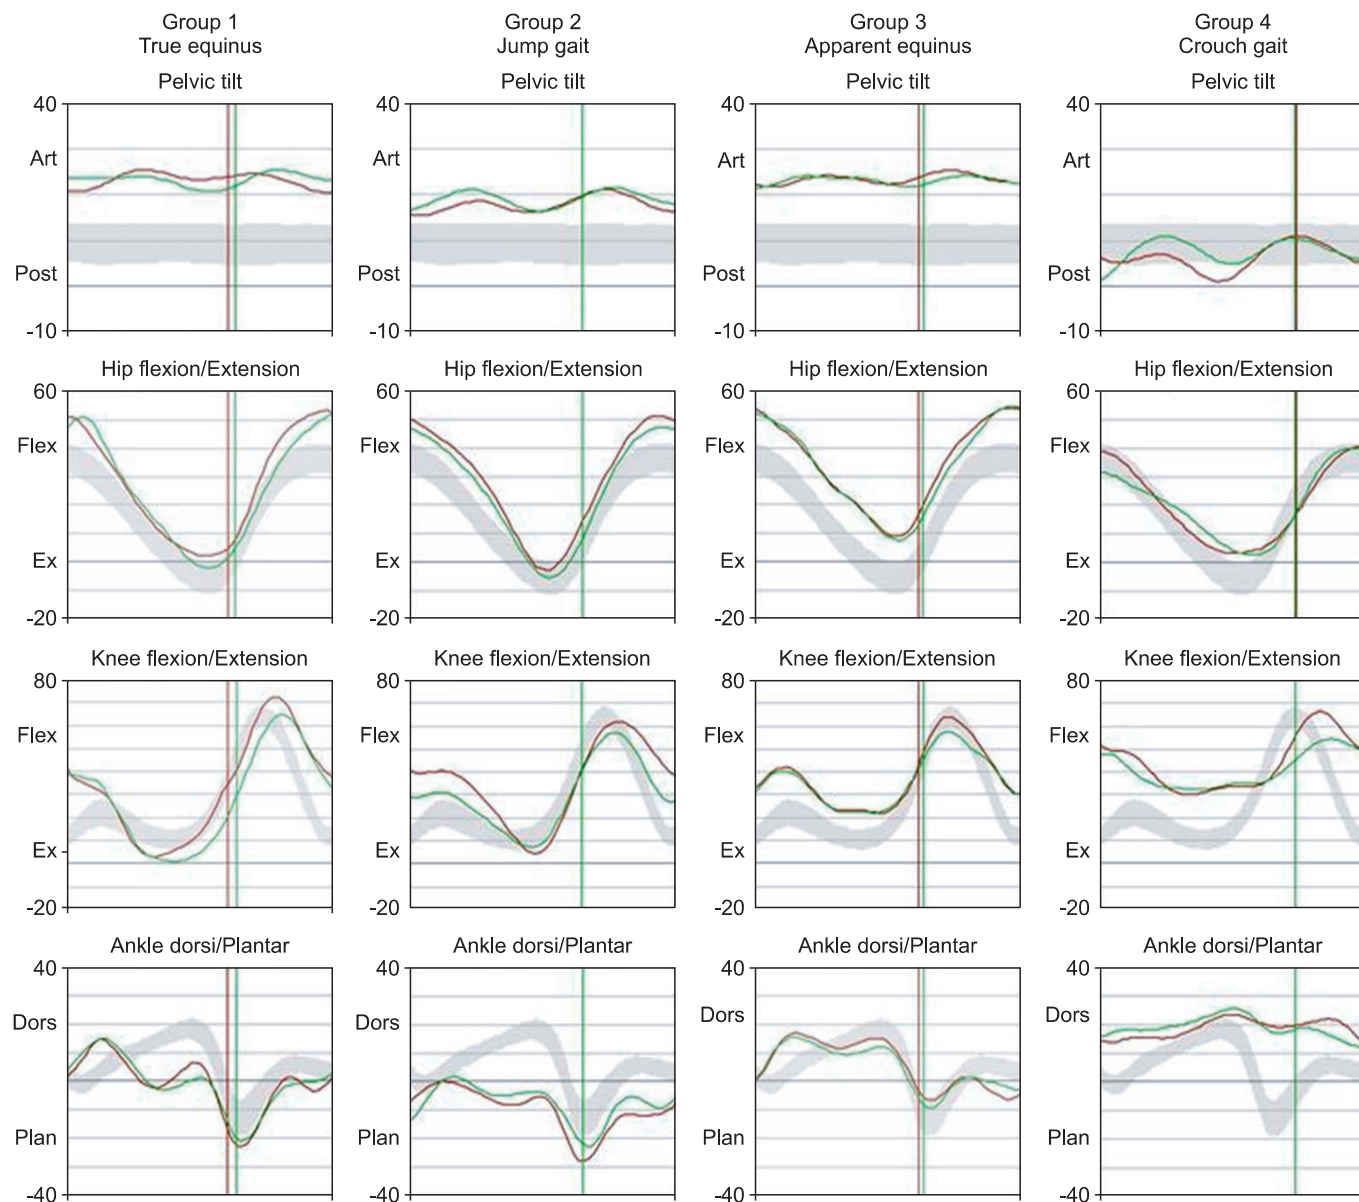 Group 1
True equinus
Group 2
Jump gait
Group 3
Apparent equinus
Group 4
Crouch gait
Pelvic tilt
Pelvic tilt
Pelvic tilt
Pelvic tilt
40
Art
Post
-10
40
Art
Post
-10
40
Art
Post
-10
40
Art
Post
-10
Hip flexion/Extension
Hip flexion/Extension
Hip flexion/Extension
Hip flexion/Extension
60
Flex
Ex
-20
60
Flex
Ex
-20
60
Flex
Ex
-20
60
Flex
Ex
-20
Knee flexion/Extension
Knee flexion/Extension
Knee flexion/Extension
Knee flexion/Extension
80
Flex
Ex
-20
80
Flex
Ex
-20
80
Flex
Ex
-20
80
Flex
Ex
-20
Ankle dorsi/Plantar
Ankle dorsi/Plantar
Ankle dorsi/Plantar
Ankle dorsi/Plantar
40
Dors
Plan
-40
40
Dors
Plan
-40
40
Dors
Plan
-40
40
Dors
Plan
-40